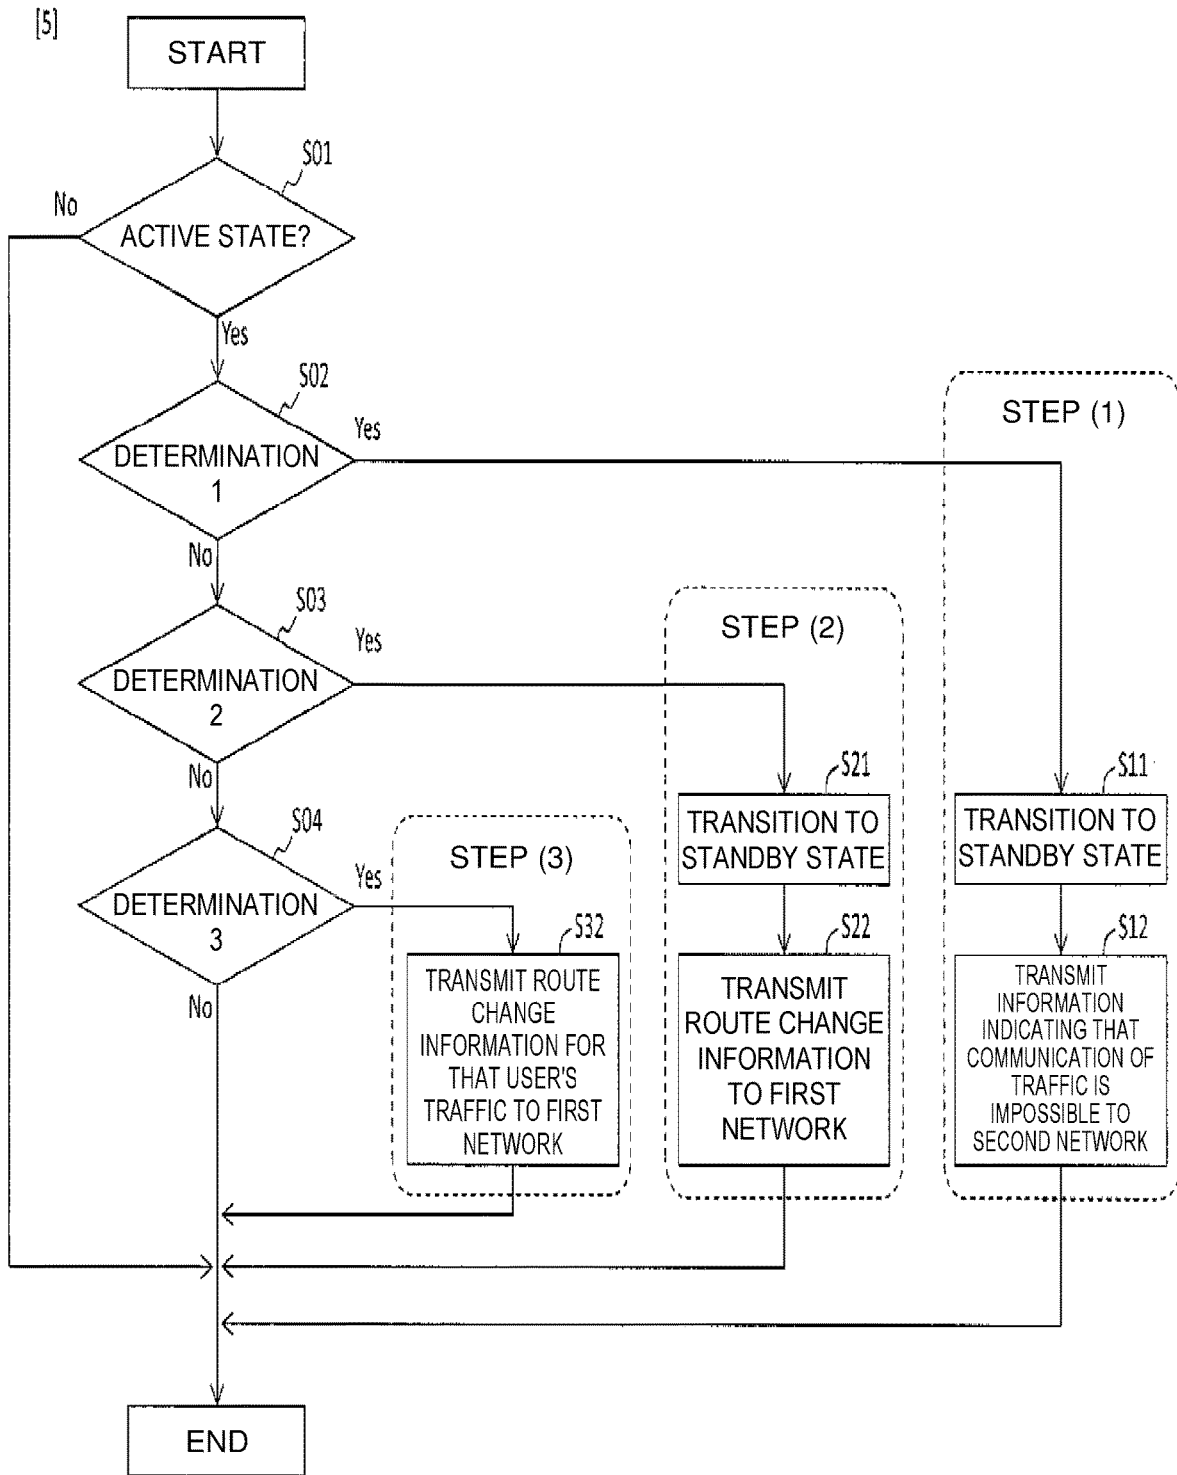 [5]
START
S01
No
ACTIVE STATE?
Yes
S02
Yes
DETERMINATION
1
No
STEP (1)
S03
Yes
DETERMINATION
2
No
STEP (2)
S04
Yes
DETERMINATION
3
No
STEP (3)
S32
TRANSMIT ROUTE
CHANGE
INFORMATION FOR
THAT USER'S
TRAFFIC TO FIRST
NETWORK
S21
TRANSITION TO
STANDBY STATE
S22
TRANSMIT
ROUTE CHANGE
INFORMATION
TO FIRST
NETWORK
S11
TRANSITION TO
STANDBY STATE
S12
TRANSMIT
INFORMATION
INDICATING THAT
COMMUNICATION OF
TRAFFIC IS
IMPOSSIBLE TO
SECOND NETWORK
END